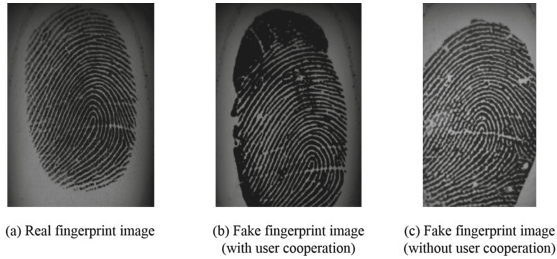 (a) Real fingerprint image
(b) Fake fingerprint image
(with user cooperation)
(c) Fake fingerprint image
(without user cooperation)